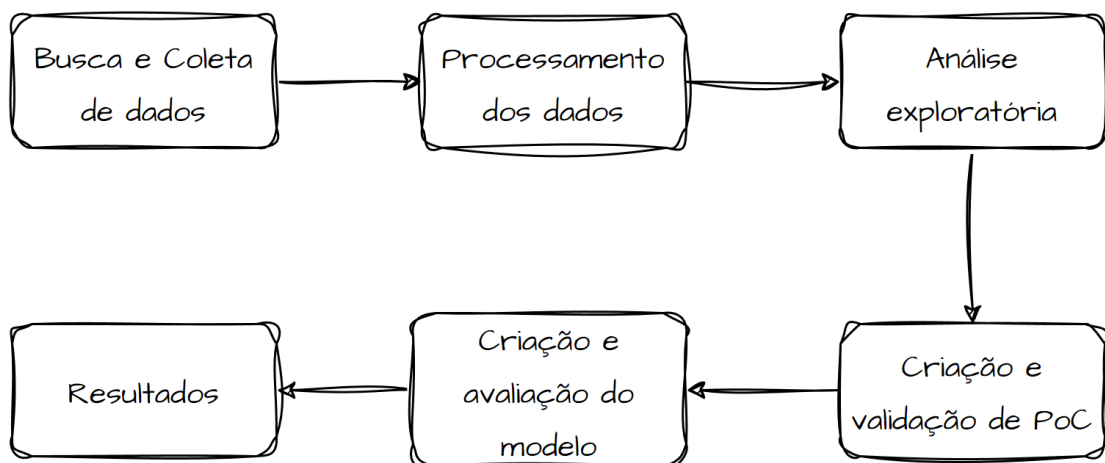 Busca e Coleta
de dados
Processamento
dos dados
Análise
exploratória
Criação e
validação de PoC
Criação e
avaliação do
modelo
Resultados